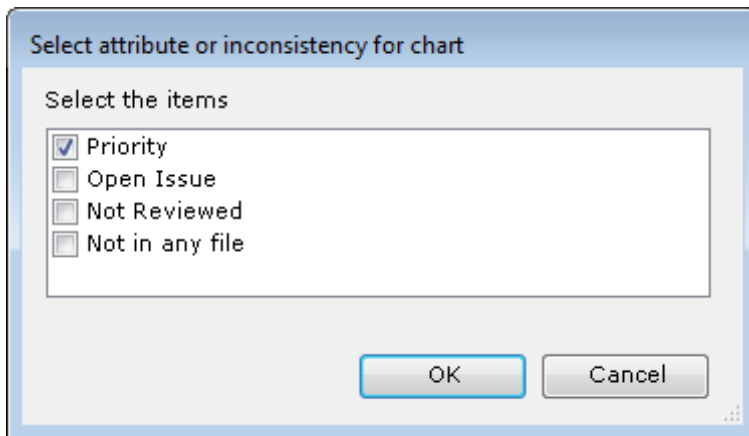 Select attribute or inconsistency for chart
Select the items
Priority
Open Issue
Not Reviewed
Not in any file
OK
Cancel